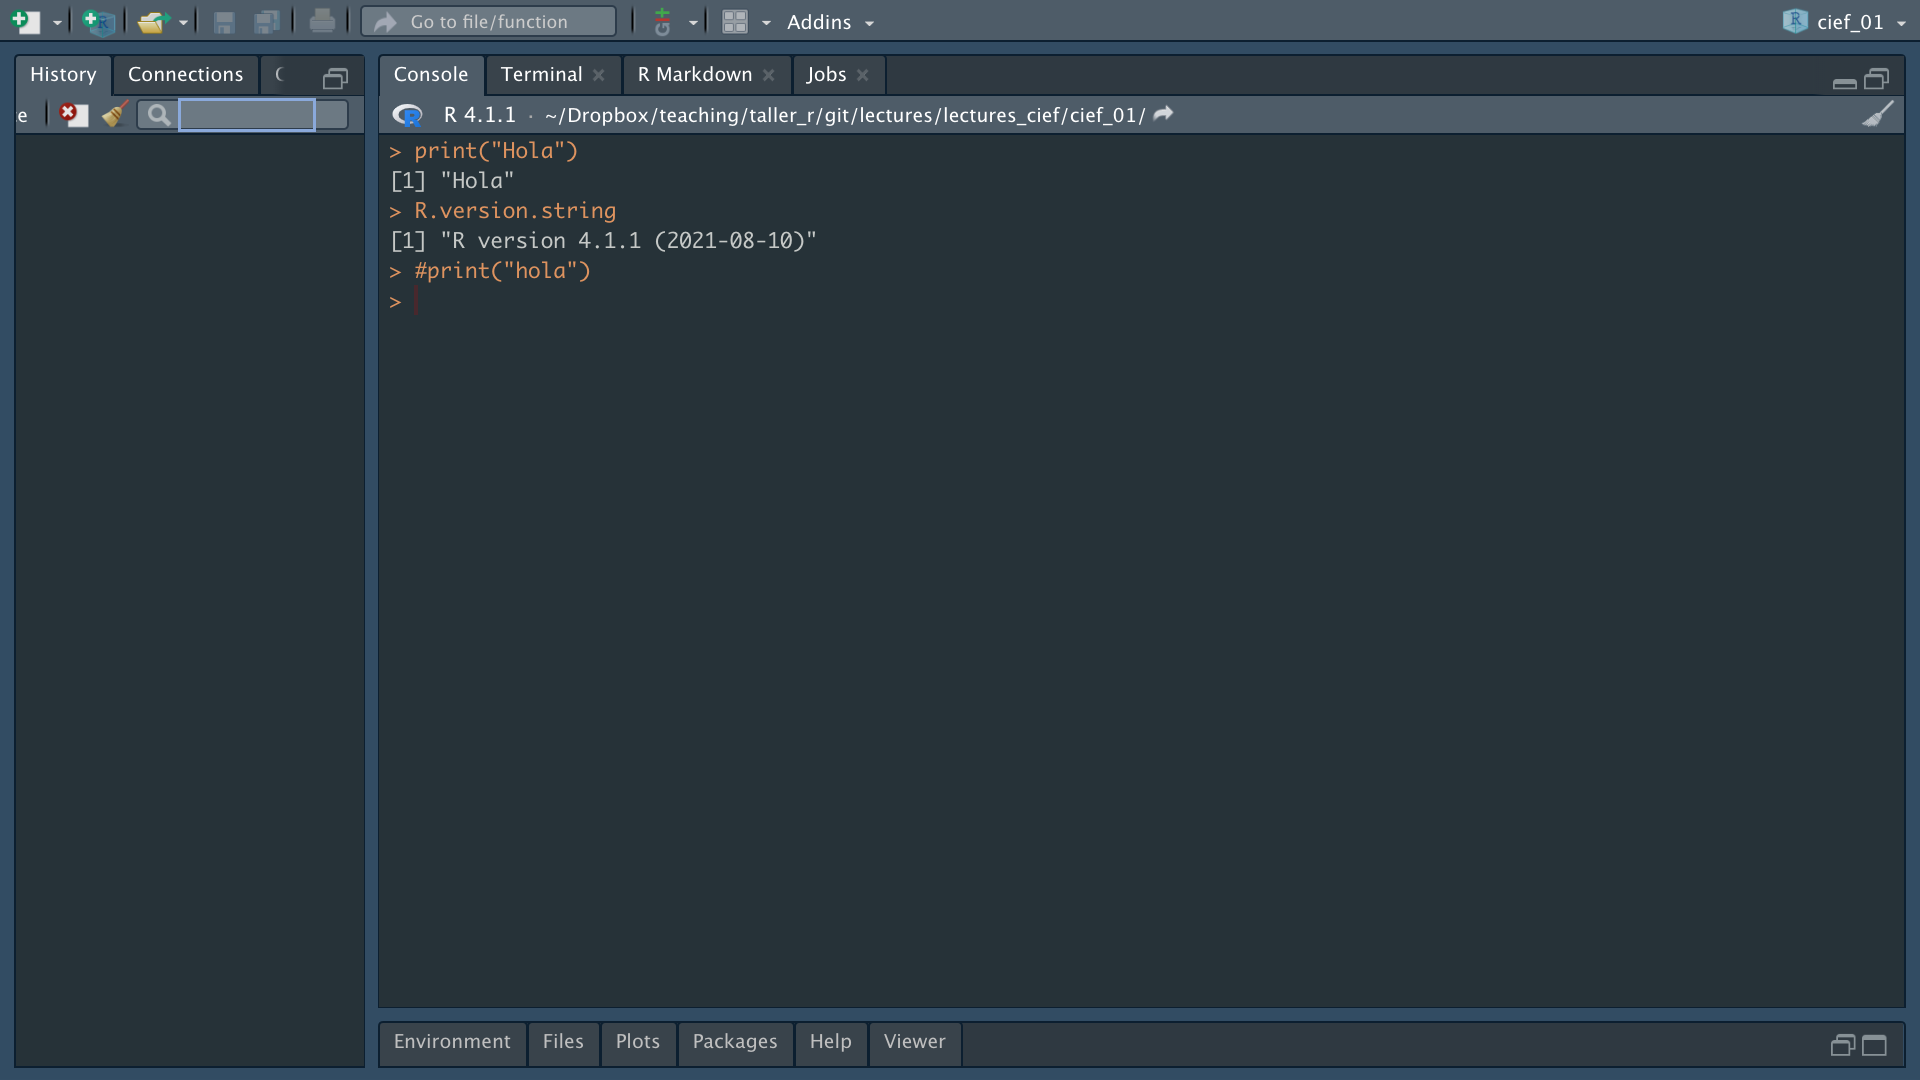 Go to file/function
Addins
cief_01
History
Connections
Console
Terminal
R Markdown
Jobs
e
R 4.1.1 · ~/Dropbox/teaching/taller_r/git/lectures/lectures_cief/cief_01/
> print("Hola")
[1] "Hola"
> R.version.string
[1] "R version 4.1.1 (2021-08-10)"
> #print("hola")
>
Environment
Files
Plots
Packages
Help
Viewer